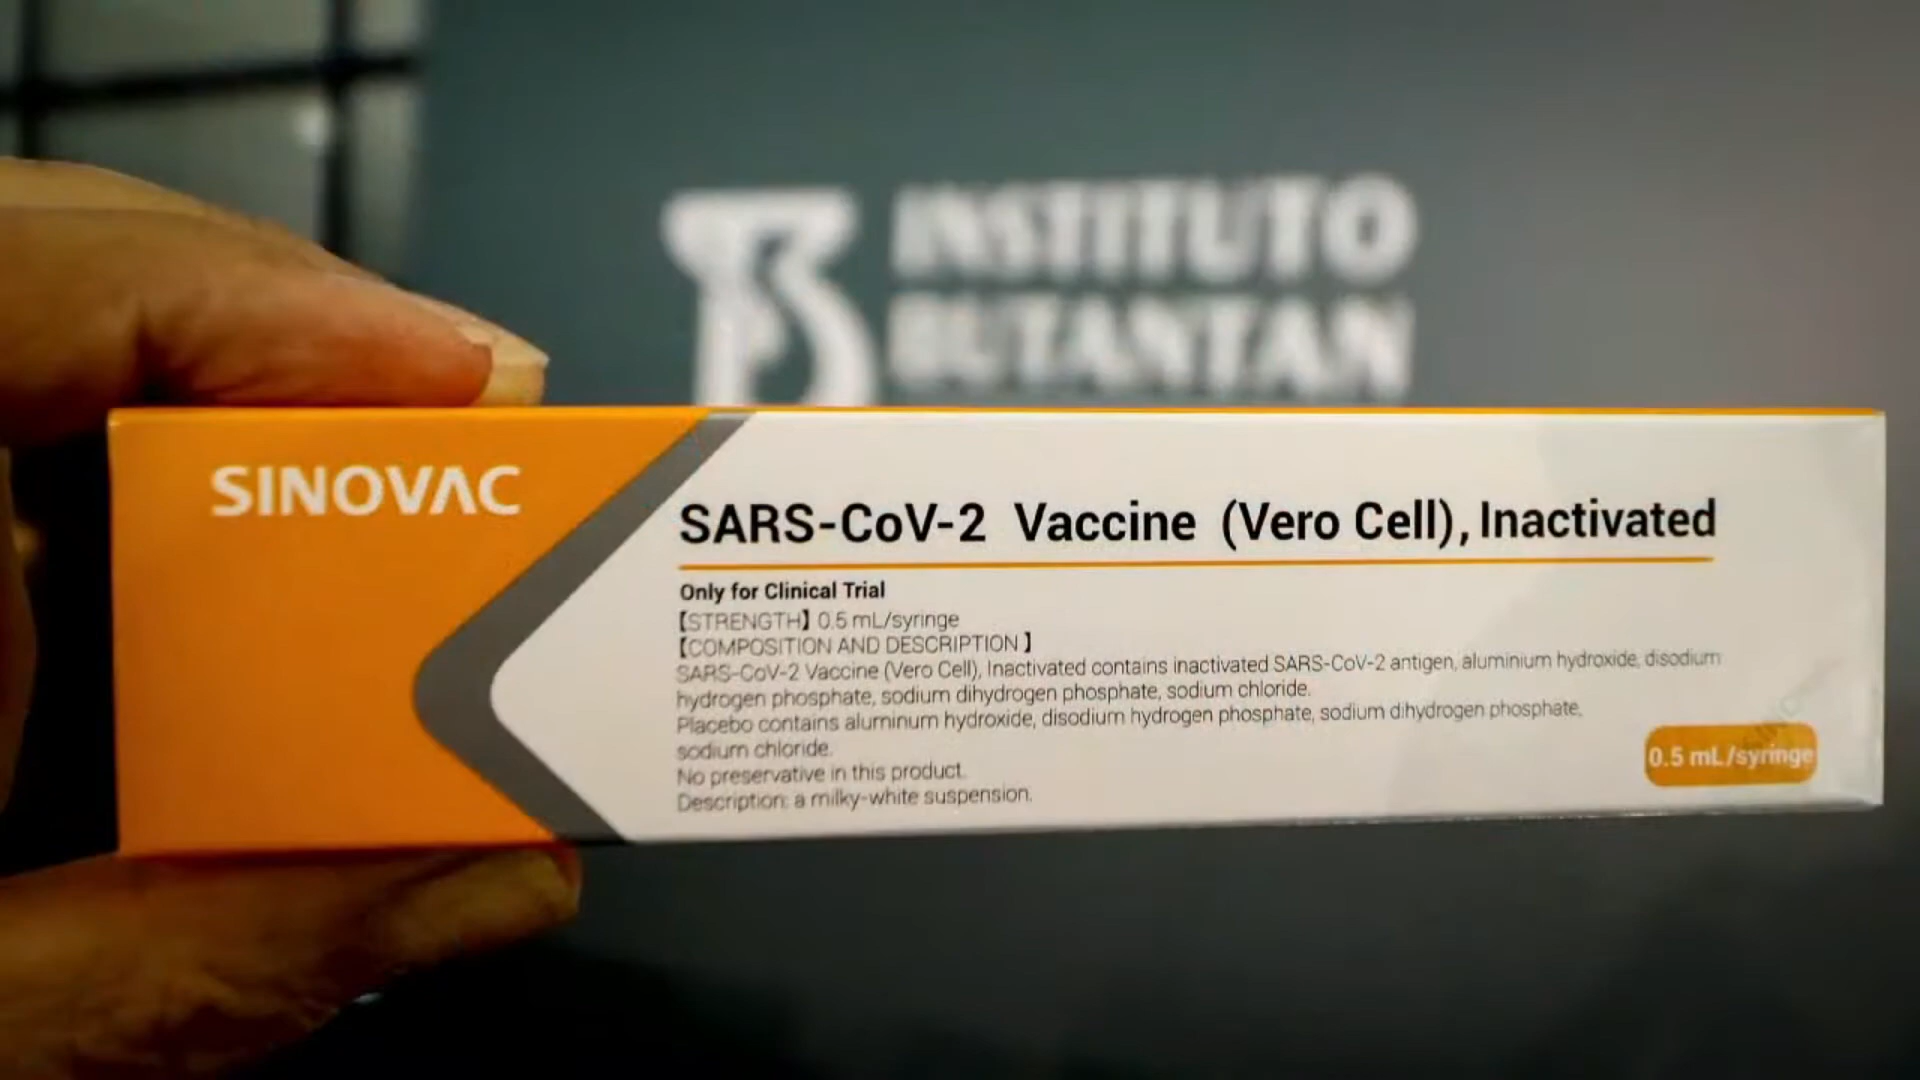 INSTITUTO
BUTANTAN
SINOVAC
SARS-CoV-2 Vaccine (Vero Cell), Inactivated
Only for Clinical Trial
【STRENGTH】 0.5 mL/syringe
【COMPOSITION AND DESCRIPTION】
SARS-CoV-2 Vaccine (Vero Cell), Inactivated contains inactivated SARS-CoV-2 antigen, aluminium hydroxide, disodium
hydrogen phosphate, sodium dihydrogen phosphate, sodium chloride.
Placebo contains aluminum hydroxide, disodium hydrogen phosphate, sodium dihydrogen phosphate,
sodium chloride.
No preservative in this product.
Description: a milky-white suspension.
0.5 mL/syringe